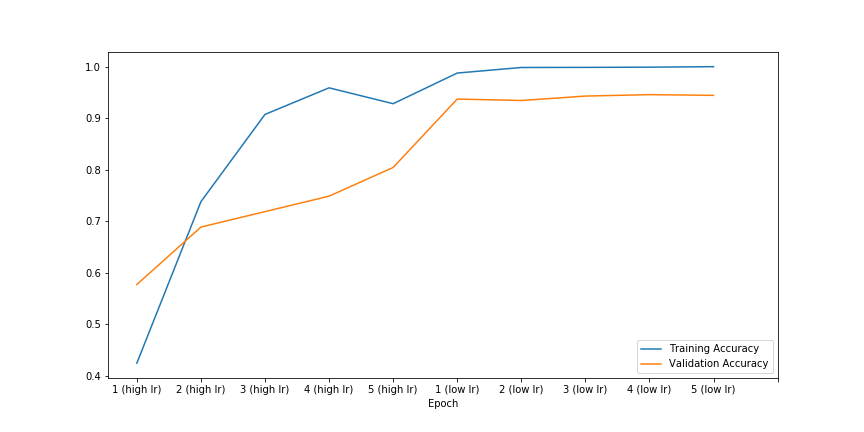 1.0
0.9
0.8
0.7
0.6
0.5
0.4
Training Accuracy
Validation Accuracy
1 (high lr) 2 (high lr) 3 (high lr) 4 (high lr) 5 (high lr) 1 (low lr) 2 (low lr) 3 (low lr) 4 (low lr) 5 (low lr)
Epoch